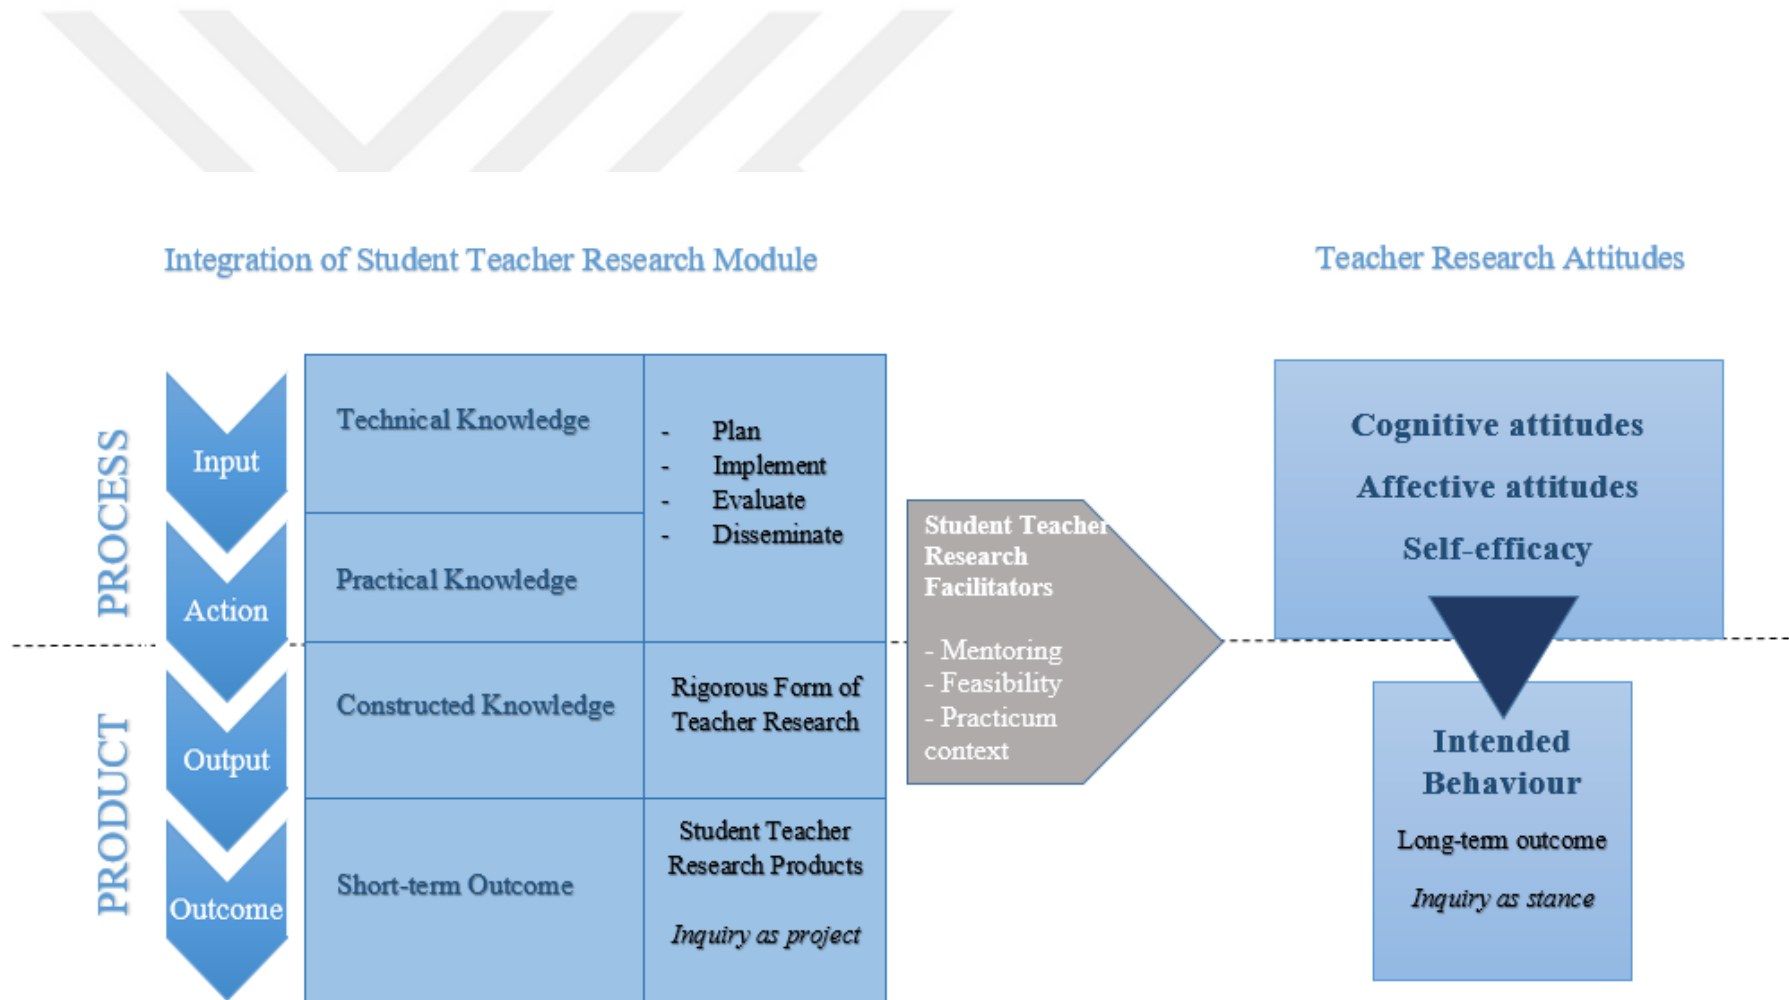 Integration of Student Teacher Research Module
Teacher Research Attitudes
PROCESS
PRODUCT
Input
Action
Output
Outcome
Technical Knowledge
- Plan
- Implement
- Evaluate
- Disseminate
Practical Knowledge
Constructed Knowledge
Rigorous Form of
Teacher Research
Short-term Outcome
Student Teacher
Research Products
Inquiry as project
Student Teacher
Research
Facilitators
- Mentoring
- Feasibility
- Practicum
context
Cognitive attitudes
Affective attitudes
Self-efficacy
Intended
Behaviour
Long-term outcome
Inquiry as stance